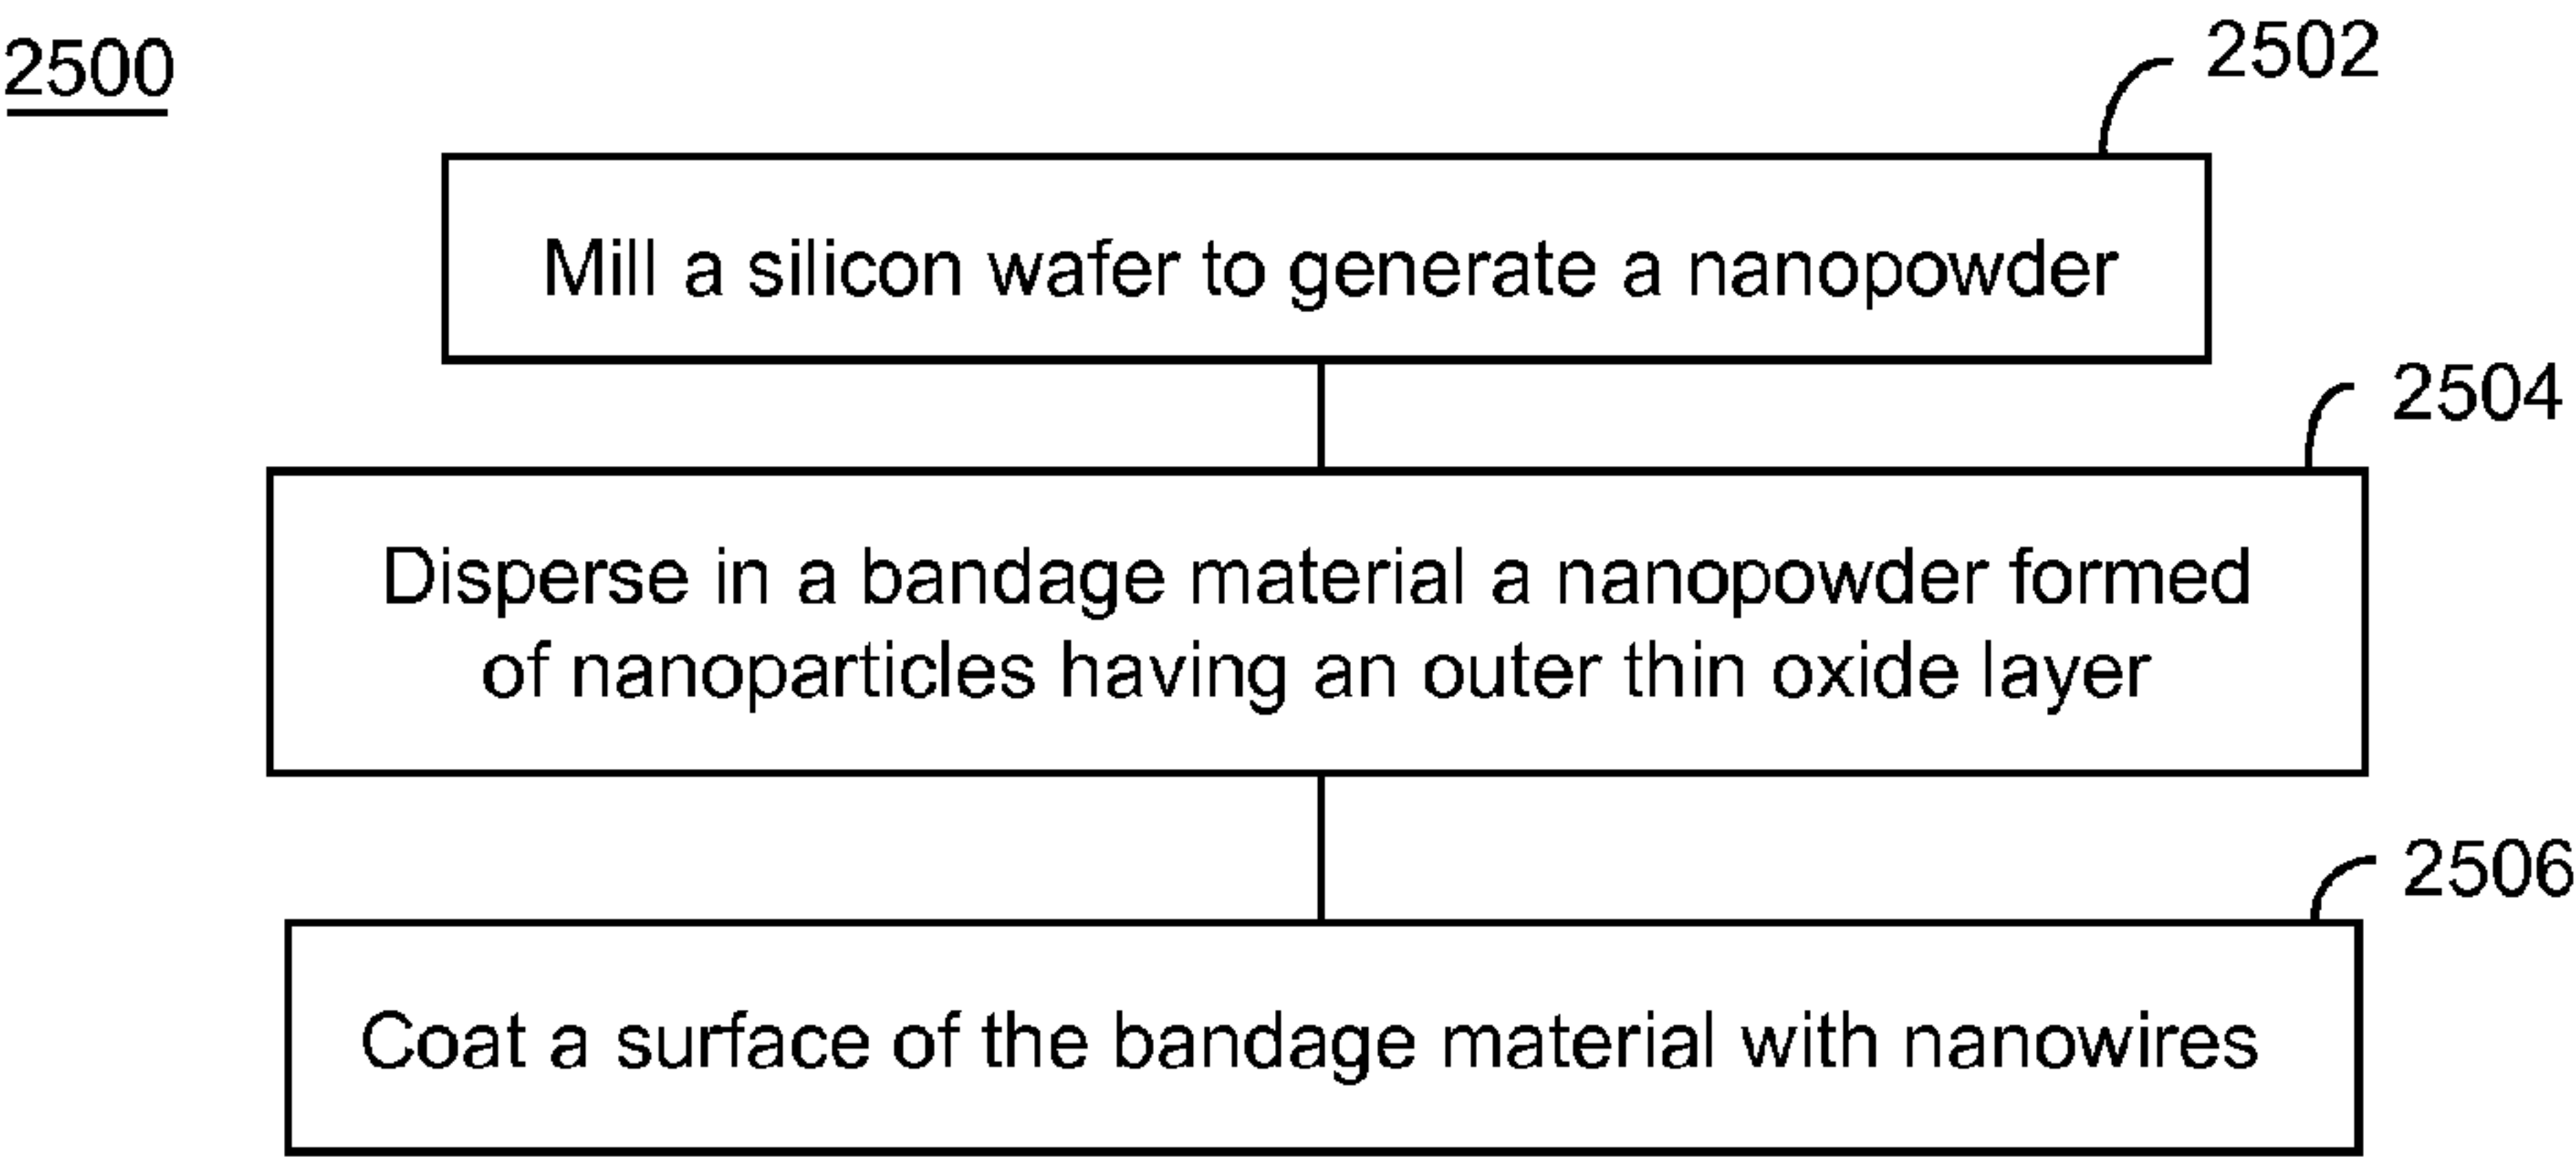 2500
2502
Mill a silicon wafer to generate a nanopowder
2504
Disperse in a bandage material a nanopowder formed
of nanoparticles having an outer thin oxide layer
2506
Coat a surface of the bandage material with nanowires